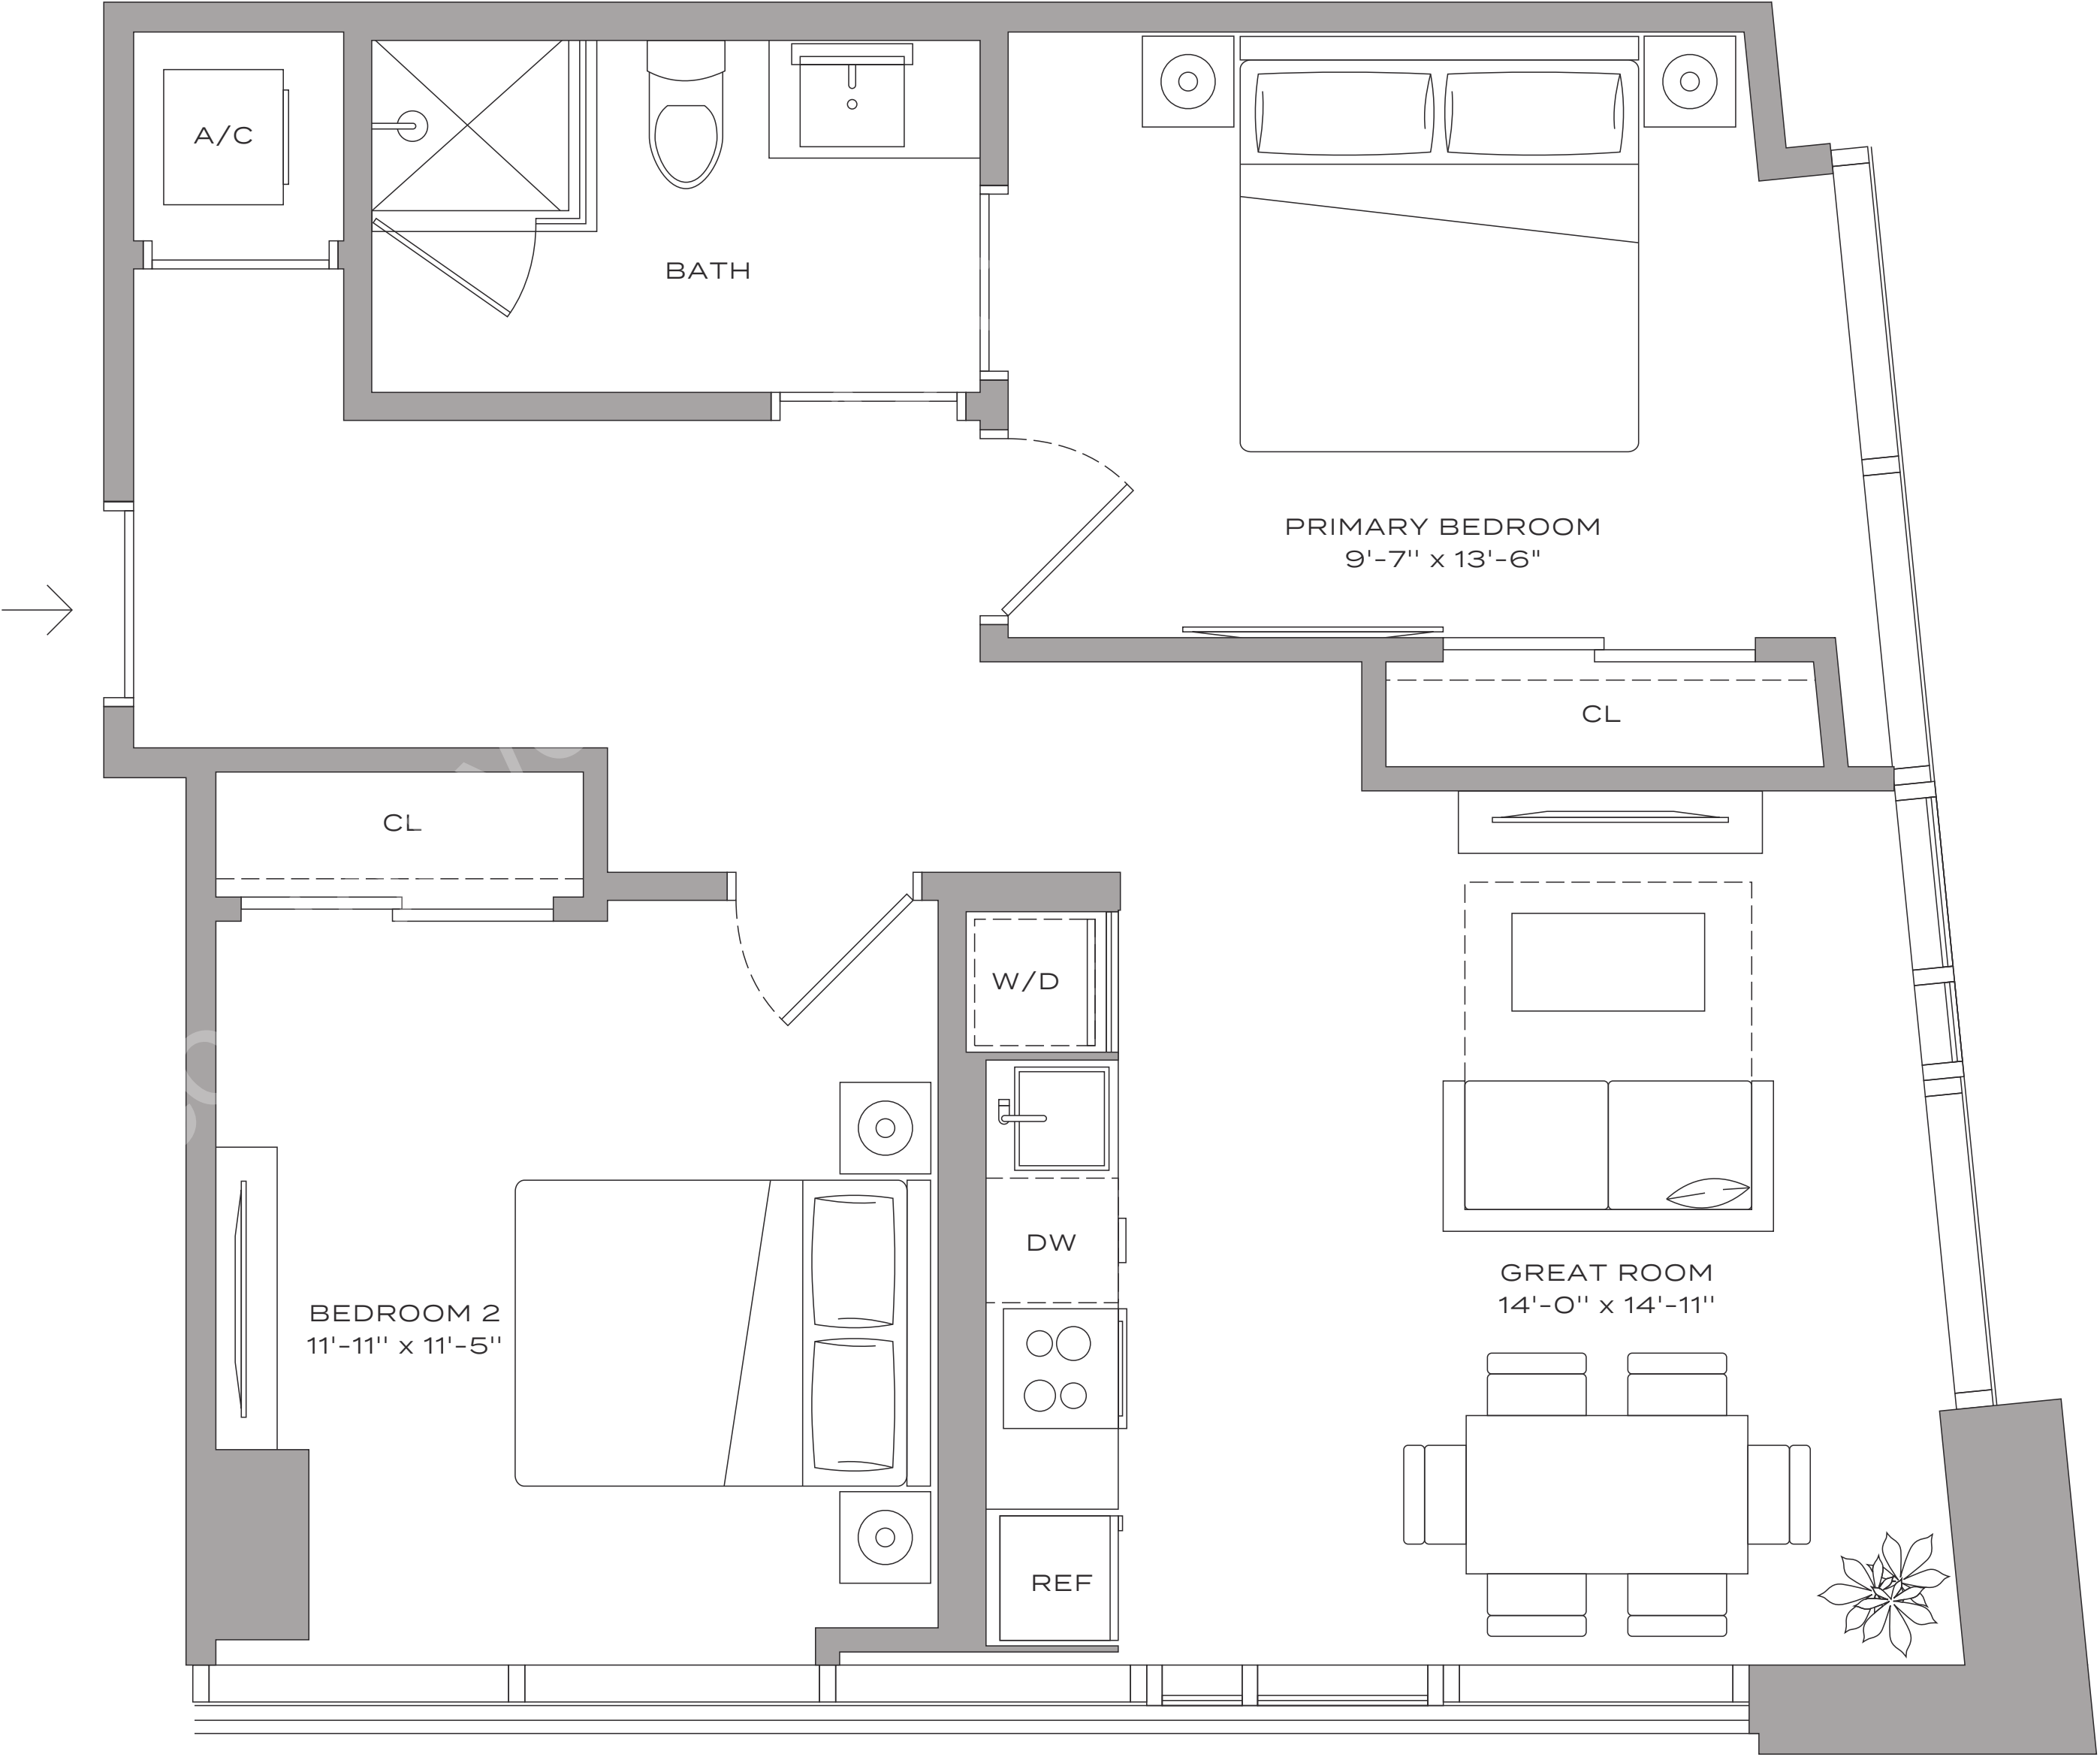 A/C
BATH
PRIMARY BEDROOM
9'-7'' x 13'-6"
CL
CL
W/D
DW
GREAT ROOM
14'-0'' x 14'-11''
BEDROOM 2
11'-11'' x 11'-5''
REF